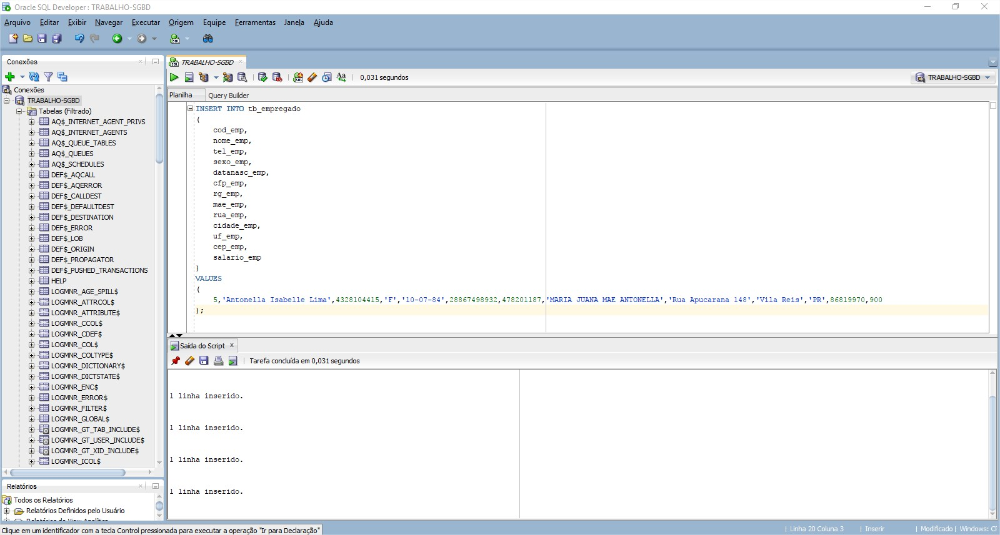 Oracle SQL Developer : TRABALHO-SGBD
Arquivo Editar Exibir Navegar Executar Origem Equipe Ferramentas Janela Ajuda
Conexões
Conexões
TRABALHO-SGBD
Tabelas (Filtrado)
AQ$_INTERNET_AGENT_PRIVS
AQ$_INTERNET_AGENTS
AQ$_QUEUE_TABLES
AQ$_QUEUES
AQ$_SCHEDULES
DEF$_AQCALL
DEF$_AQERROR
DEF$_CALLDEST
DEF$_DEFAULTDEST
DEF$_DESTINATION
DEF$_ERROR
DEF$_LOB
DEF$_ORIGIN
DEF$_PROPAGATOR
DEF$_PUSHED_TRANSACTIONS
HELP
LOGMNR_AGE_SPILL$
LOGMNR_ATTRCOL$
LOGMNR_ATTRIBUTE$
LOGMNR_CCOL$
LOGMNR_CDEF$
LOGMNR_COL$
LOGMNR_COLTYPE$
LOGMNR_DICTIONARY$
LOGMNR_DICTSTATE$
LOGMNR_ENC$
LOGMNR_ERROR$
LOGMNR_FILTER$
LOGMNR_GLOBAL$
LOGMNR_GT_TAB_INCLUDE$
LOGMNR_GT_USER_INCLUDE$
LOGMNR_GT_XID_INCLUDE$
LOGMNR_ICOL$
Relatórios
Todos os Relatórios
Relatórios Definidos pelo Usuário
TRABALHO-SGBD
0,031 segundos
TRABALHO-SGBD
Planilha Query Builder
INSERT INTO tb_empregado
(
cod_emp,
nome_emp,
tel_emp,
sexo_emp,
datanasc_emp,
cfp_emp,
rg_emp,
mae_emp,
rua_emp,
cidade_emp,
uf_emp,
cep_emp,
salario_emp
)
VALUES
(
5,'Antonella Isabelle Lima',4328104415,'F','10-07-84',28867498932,478201187,'MARIA JUANA MAE ANTONELLA','Rua Apucarana 148','Vila Reis','PR',86819970,900
);
Saída do Script x
Tarefa concluída em 0,031 segundos
1 linha inserido.
1 linha inserido.
1 linha inserido.
1 linha inserido.
Clique em um identificador com a tecla Control pressionada para executar a operação "Ir para Declaração"
Linha 20 Coluna 3 | Inserir | Modificado | Windows: